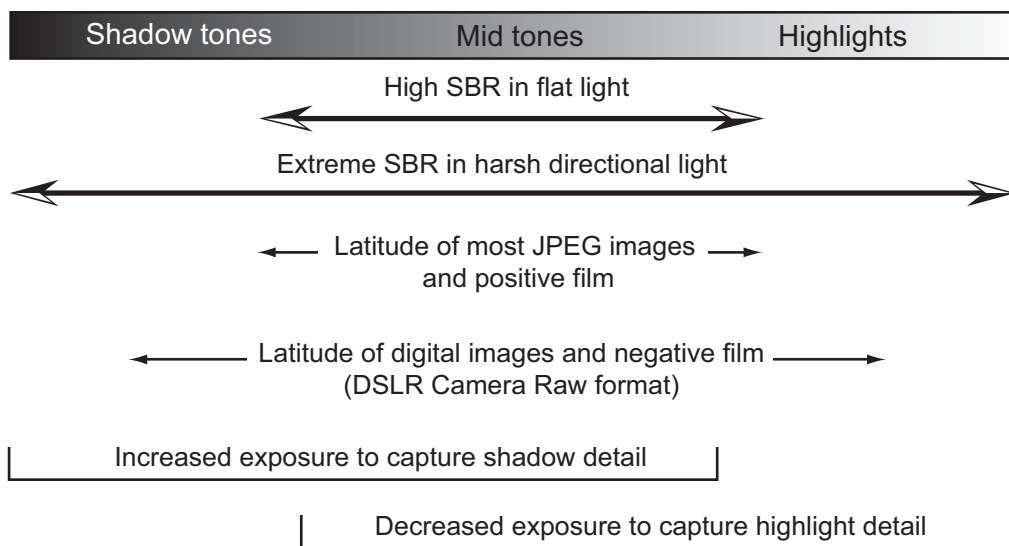 Shadow tones Mid tones Highlights
High SBR in flat light
Extreme SBR in harsh directional light
Latitude of most JPEG images
and positive film
Latitude of digital images and negative film
(DSLR Camera Raw format)
Increased exposure to capture shadow detail
Decreased exposure to capture highlight detail